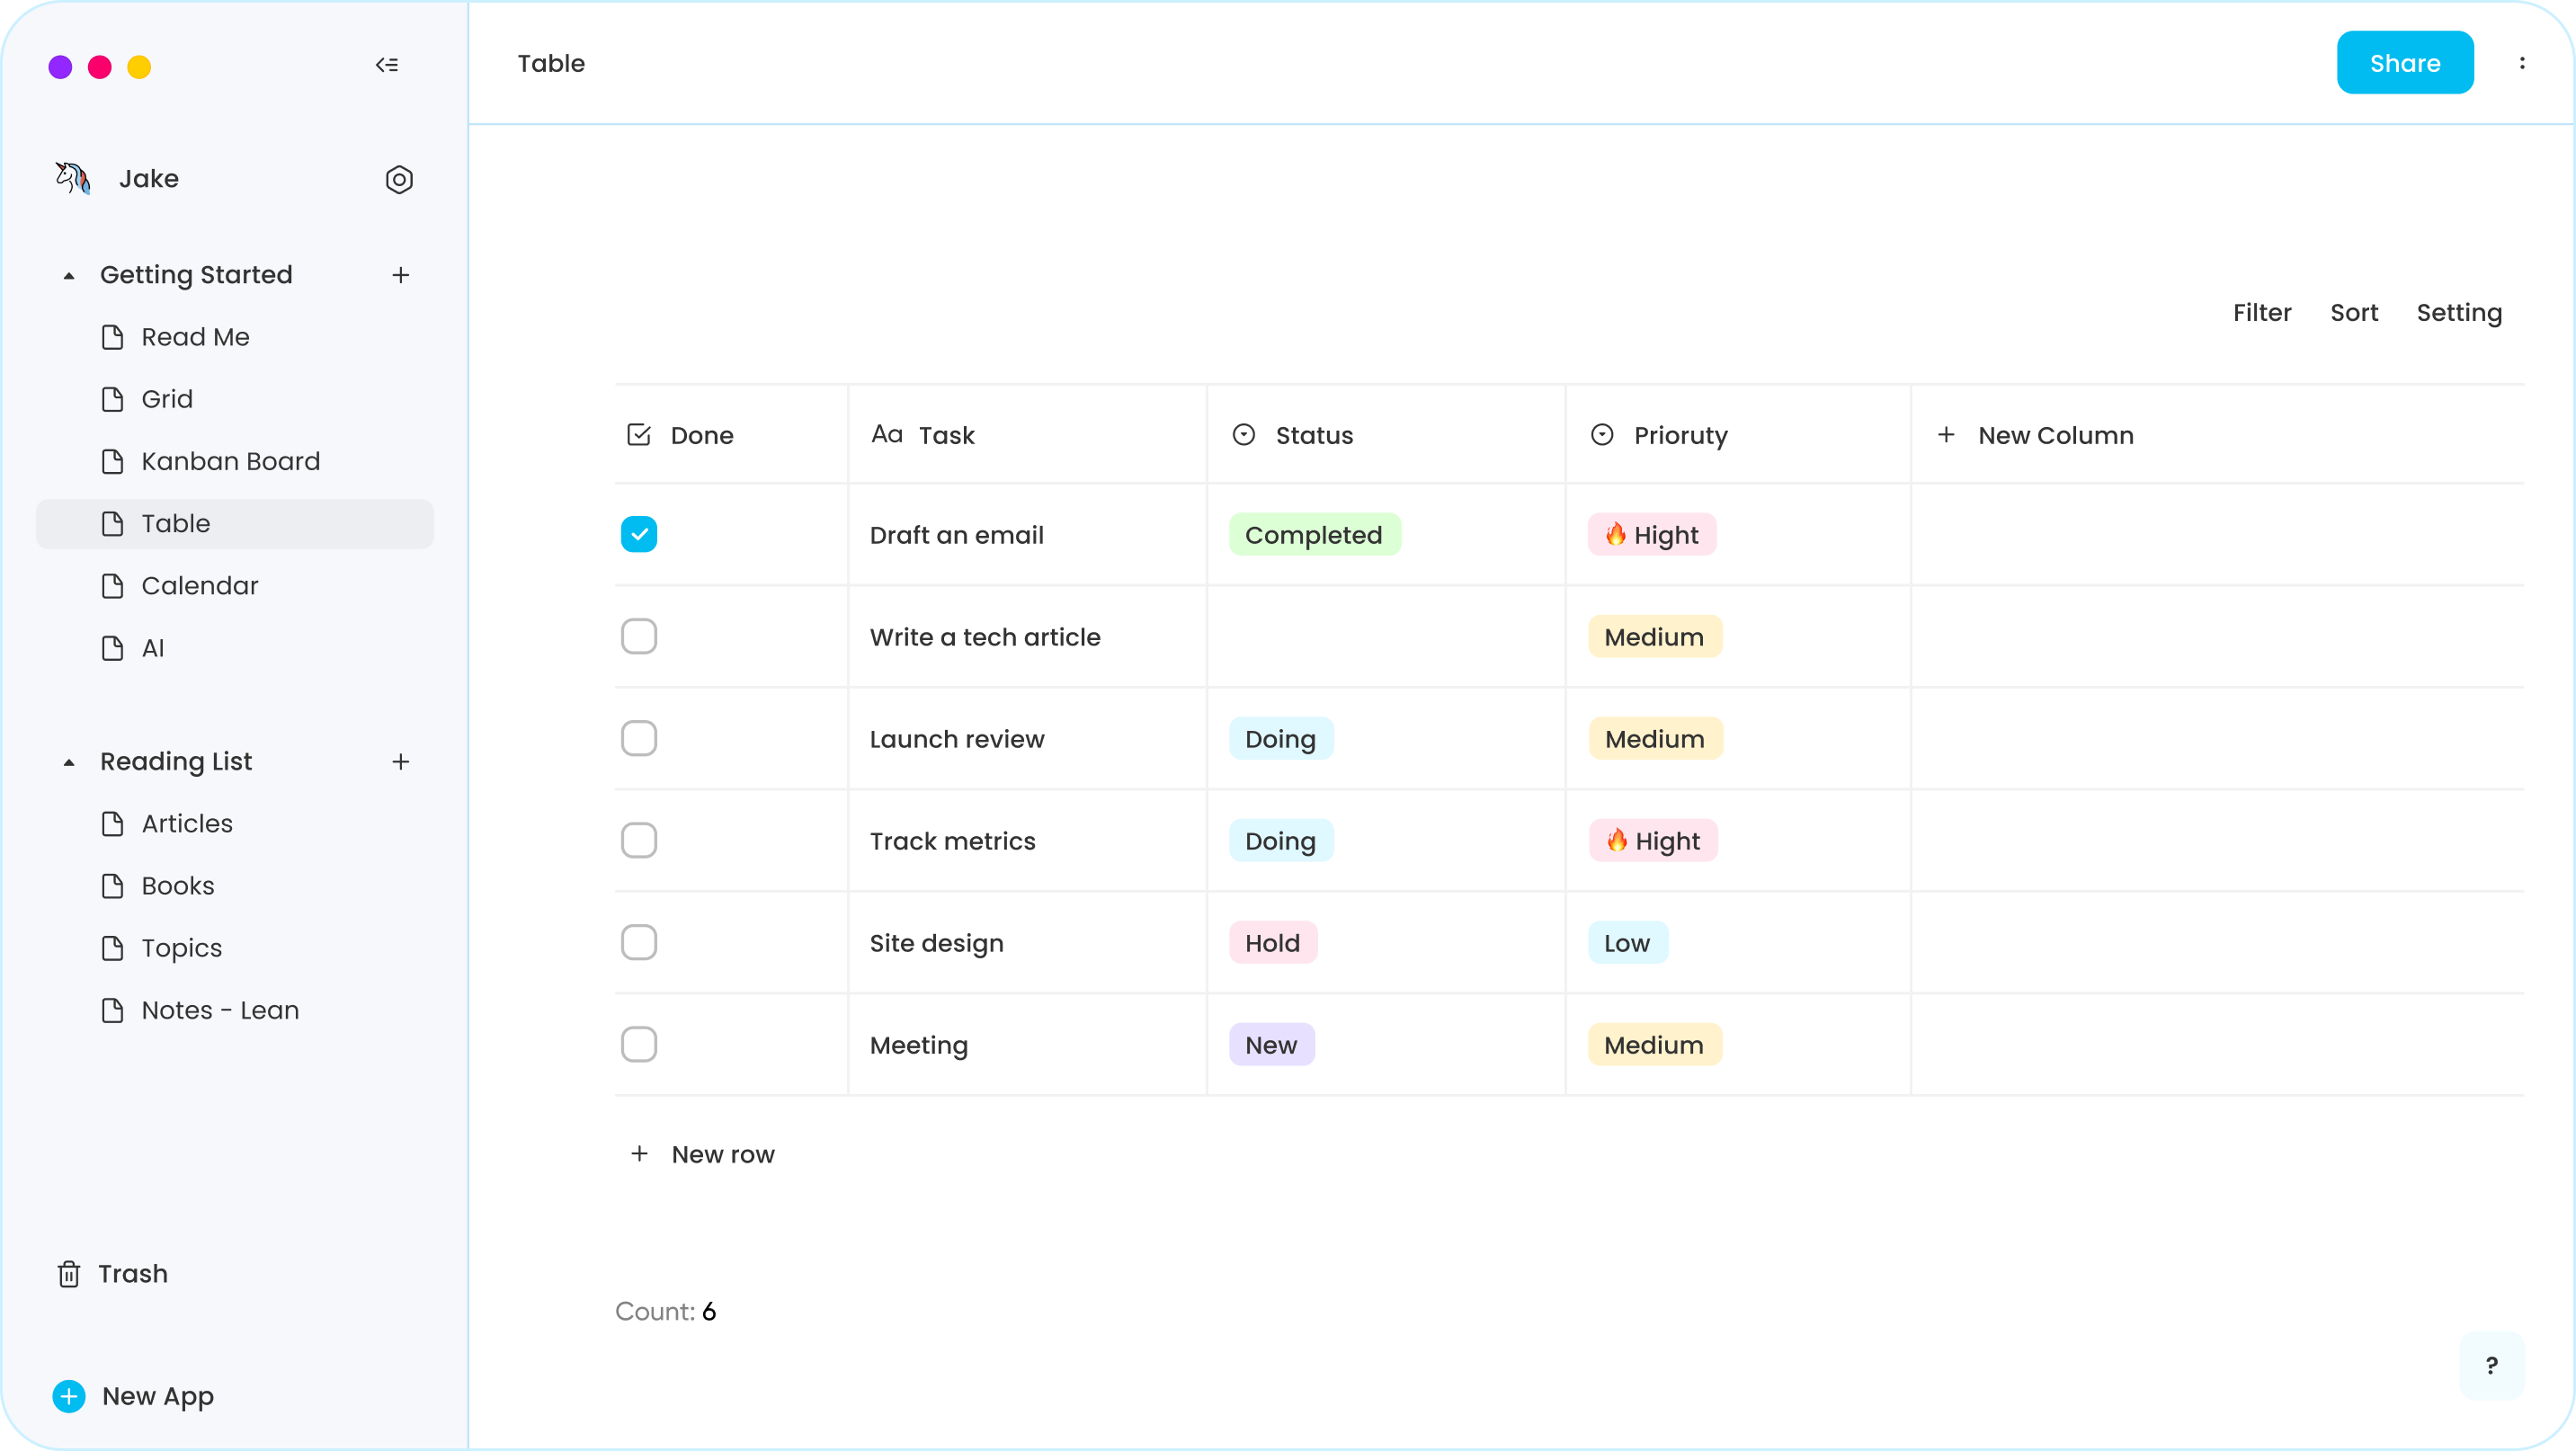 Jake
Getting Started
Read Me
Grid
Kanban Board
Table
Calendar
AI
Reading List
Articles
Books
Topics
Notes - Lean
Trash
New App
Table
Share
Filter Sort Setting
Done Aa Task Status Prioruty + New Column
Draft an email Completed 🔥 Hight
Write a tech article Medium
Launch review Doing Medium
Track metrics Doing 🔥 Hight
Site design Hold Low
Meeting New Medium
+ New row
Count: 6
?